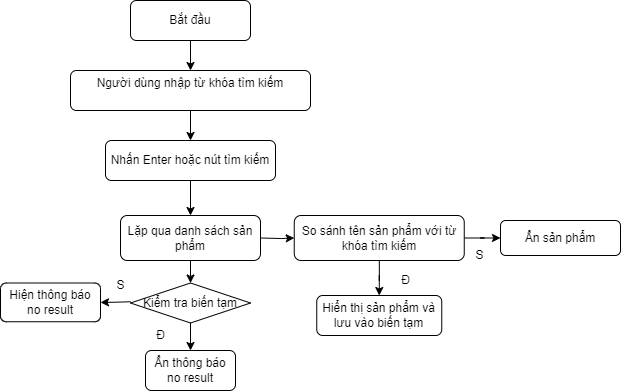 Bắt đầu
Người dùng nhập từ khóa tìm kiếm
Nhấn Enter hoặc nút tìm kiếm
Lặp qua danh sách sản
phẩm
So sánh tên sản phẩm với từ
khóa tìm kiếm
S
Ẩn sản phẩm
Đ
Hiển thị sản phẩm và
lưu vào biến tạm
Kiểm tra biến tạm
S
Hiện thông báo
no result
Đ
Ẩn thông báo
no result